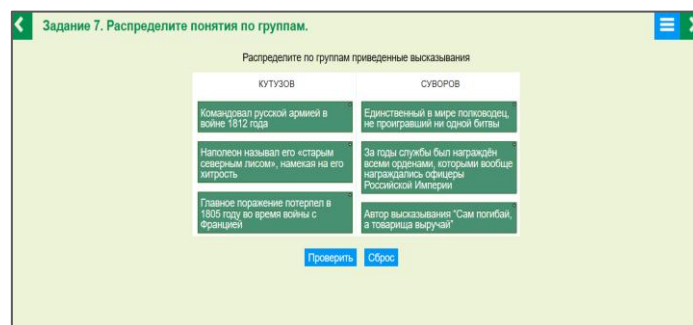 Задание 7. Распределите понятия по группам.
Распределите по группам приведенные высказывания
КУТУЗОВ
Командовал русской армией в
войне 1812 года
Наполеон называл его «старым
северным лисом», намекая на его
хитрость
Главное поражение потерпел в
1805 году во время войны с
Францией
СУВОРОВ
Единственный в мире полководец,
не проигравший ни одной битвы
За годы службы был награждён
всеми орденами, которыми вообще
награждались офицеры
Российской Империи
Автор высказывания "Сам погибай,
а товарища выручай"
Проверить
Сброс